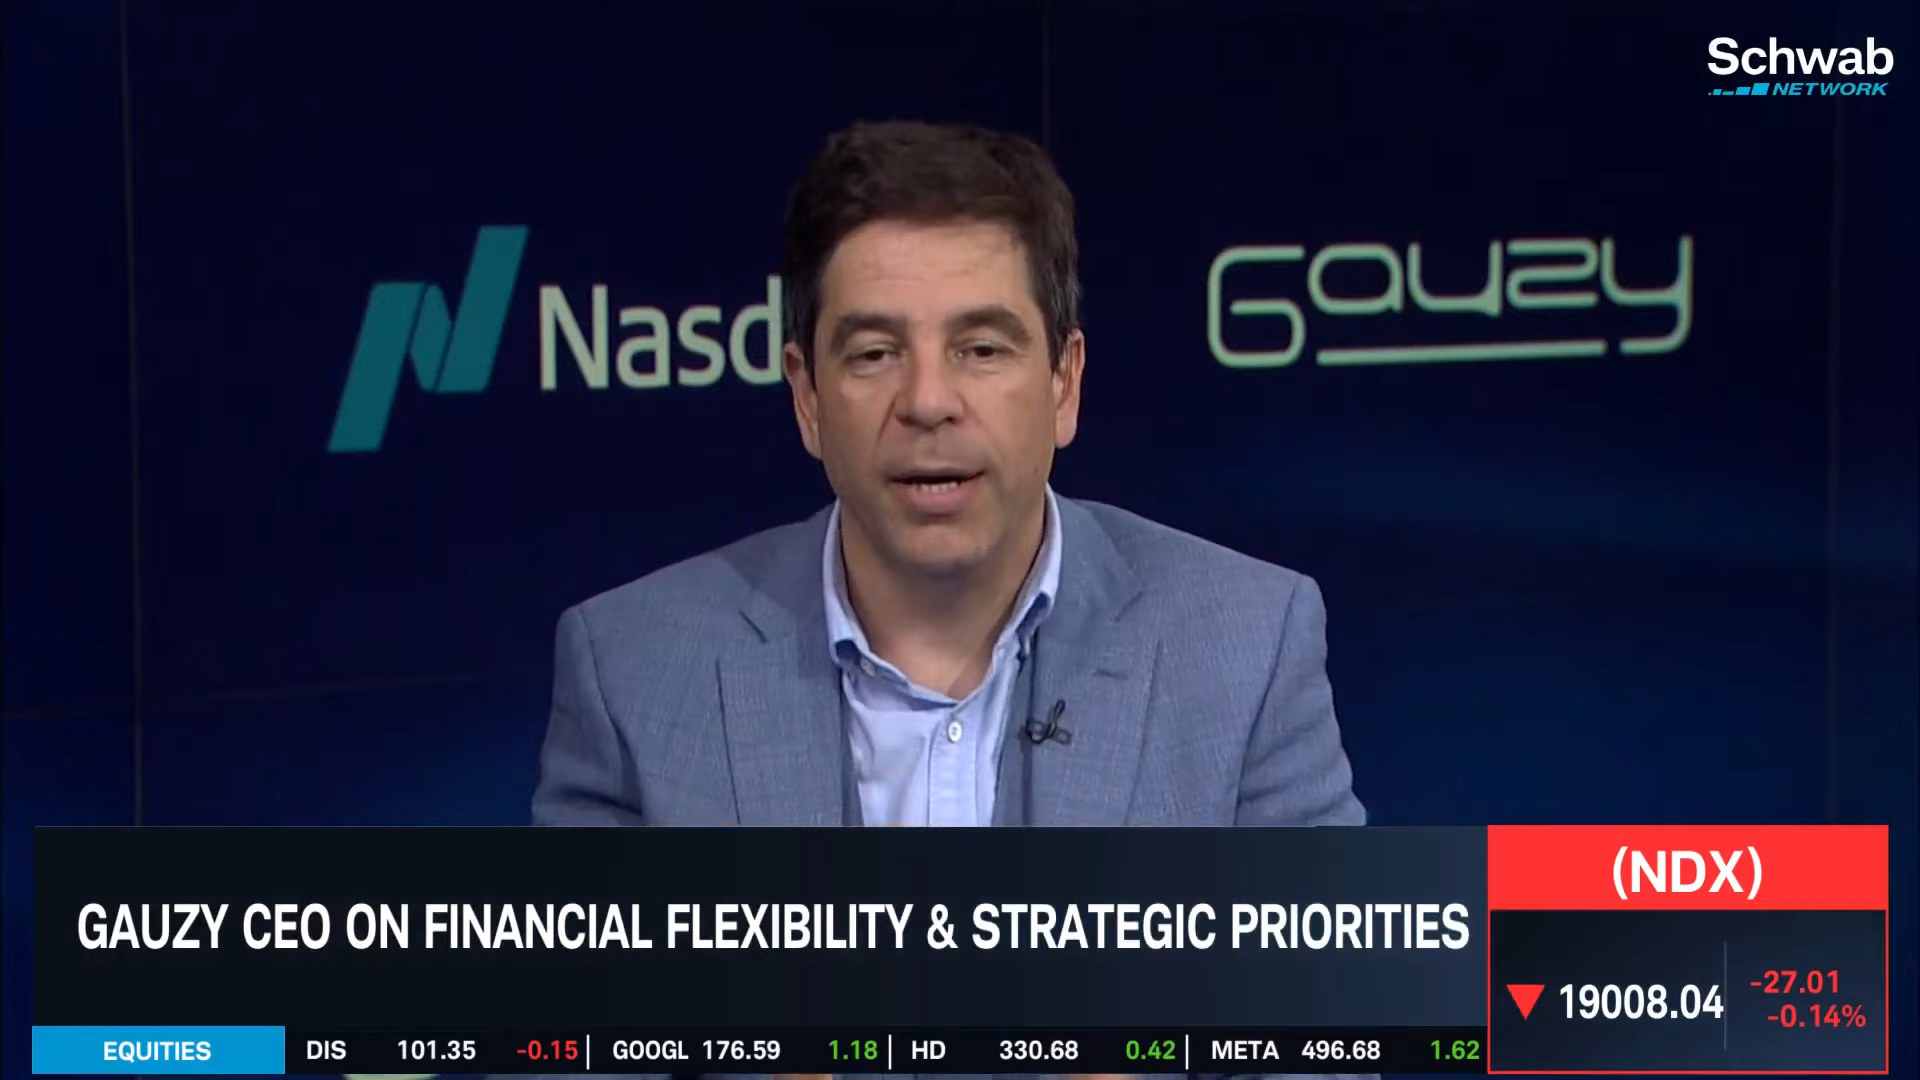 Schwab
NETWORK
Nasd
Gauzy
GAUZY CEO ON FINANCIAL FLEXIBILITY & STRATEGIC PRIORITIES
(NDX)
19008.04
-27.01
-0.14%
EQUITIES
DIS 101.35 -0.15
GOOGL 176.59 1.18
HD 330.68 0.42
META 496.68 1.62